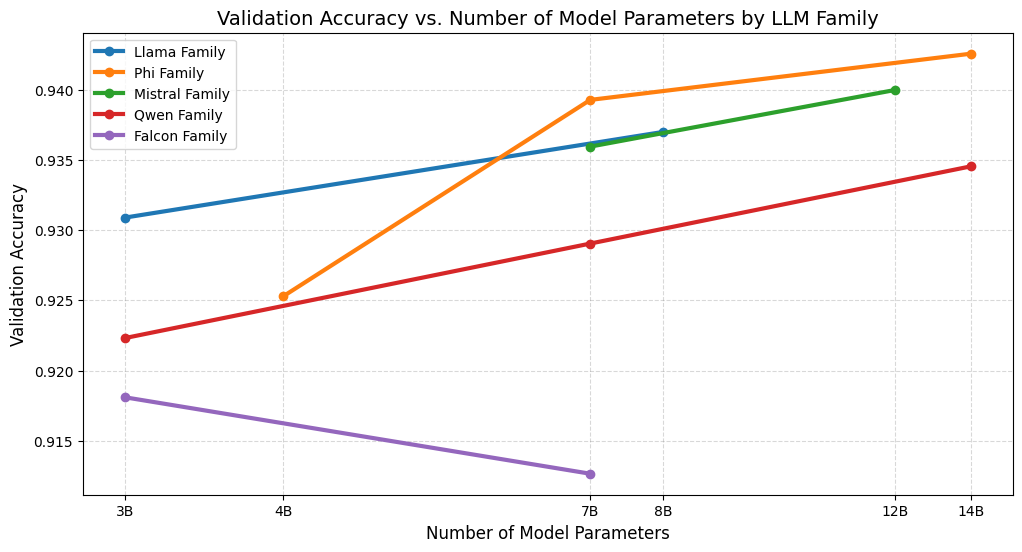 Validation Accuracy vs. Number of Model Parameters by LLM Family
Llama Family
Phi Family
Mistral Family
Qwen Family
Falcon Family
Validation Accuracy
0.940
0.935
0.930
0.925
0.920
0.915
3B 4B 7B 8B 12B 14B
Number of Model Parameters